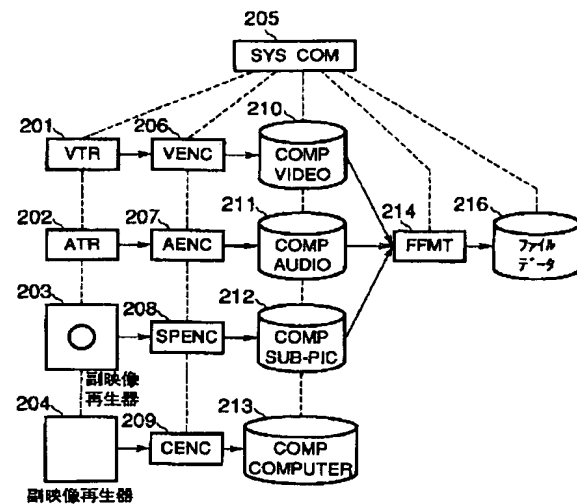 205
SYS COM
201
206
210
VTR
VENC
COMP
VIDEO
202
207
211
214
216
ATR
AENC
COMP
AUDIO
FFMT
ファイル
データ
203
208
212
SPENC
COMP
SUB-PIC
副映像
再生器
204
209
213
CENC
COMP
COMPUTER
副映像再生器